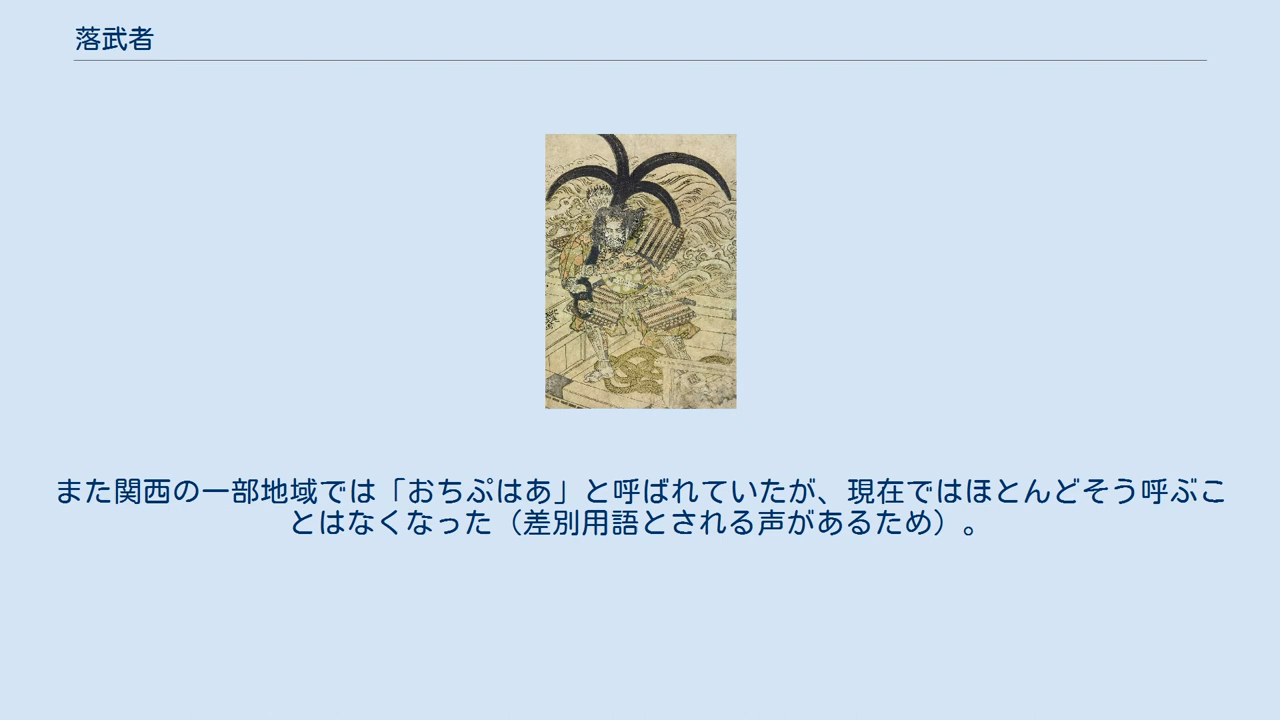 落武者
また関西の一部地域では「おちぷはあ」と呼ばれていたが、現在ではほとんどそう呼ぶこ
とはなくなった（差別用語とされる声があるため）。